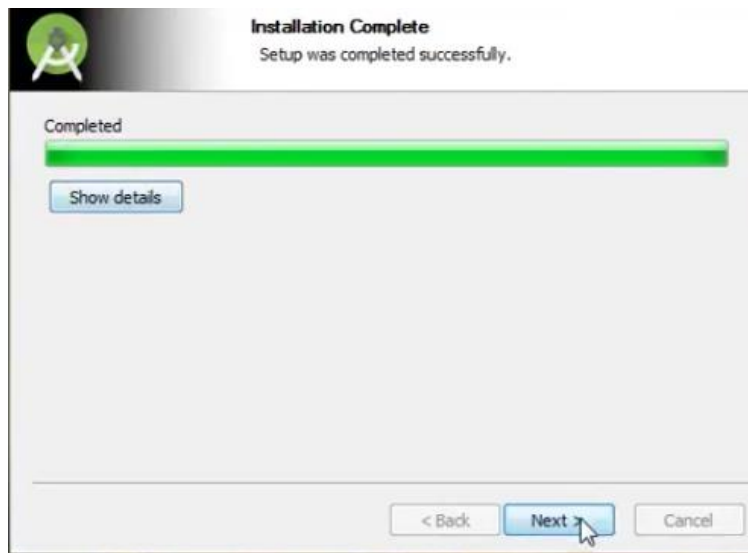 Installation Complete
Setup was completed successfully.
Completed
Show details
< Back Next > Cancel